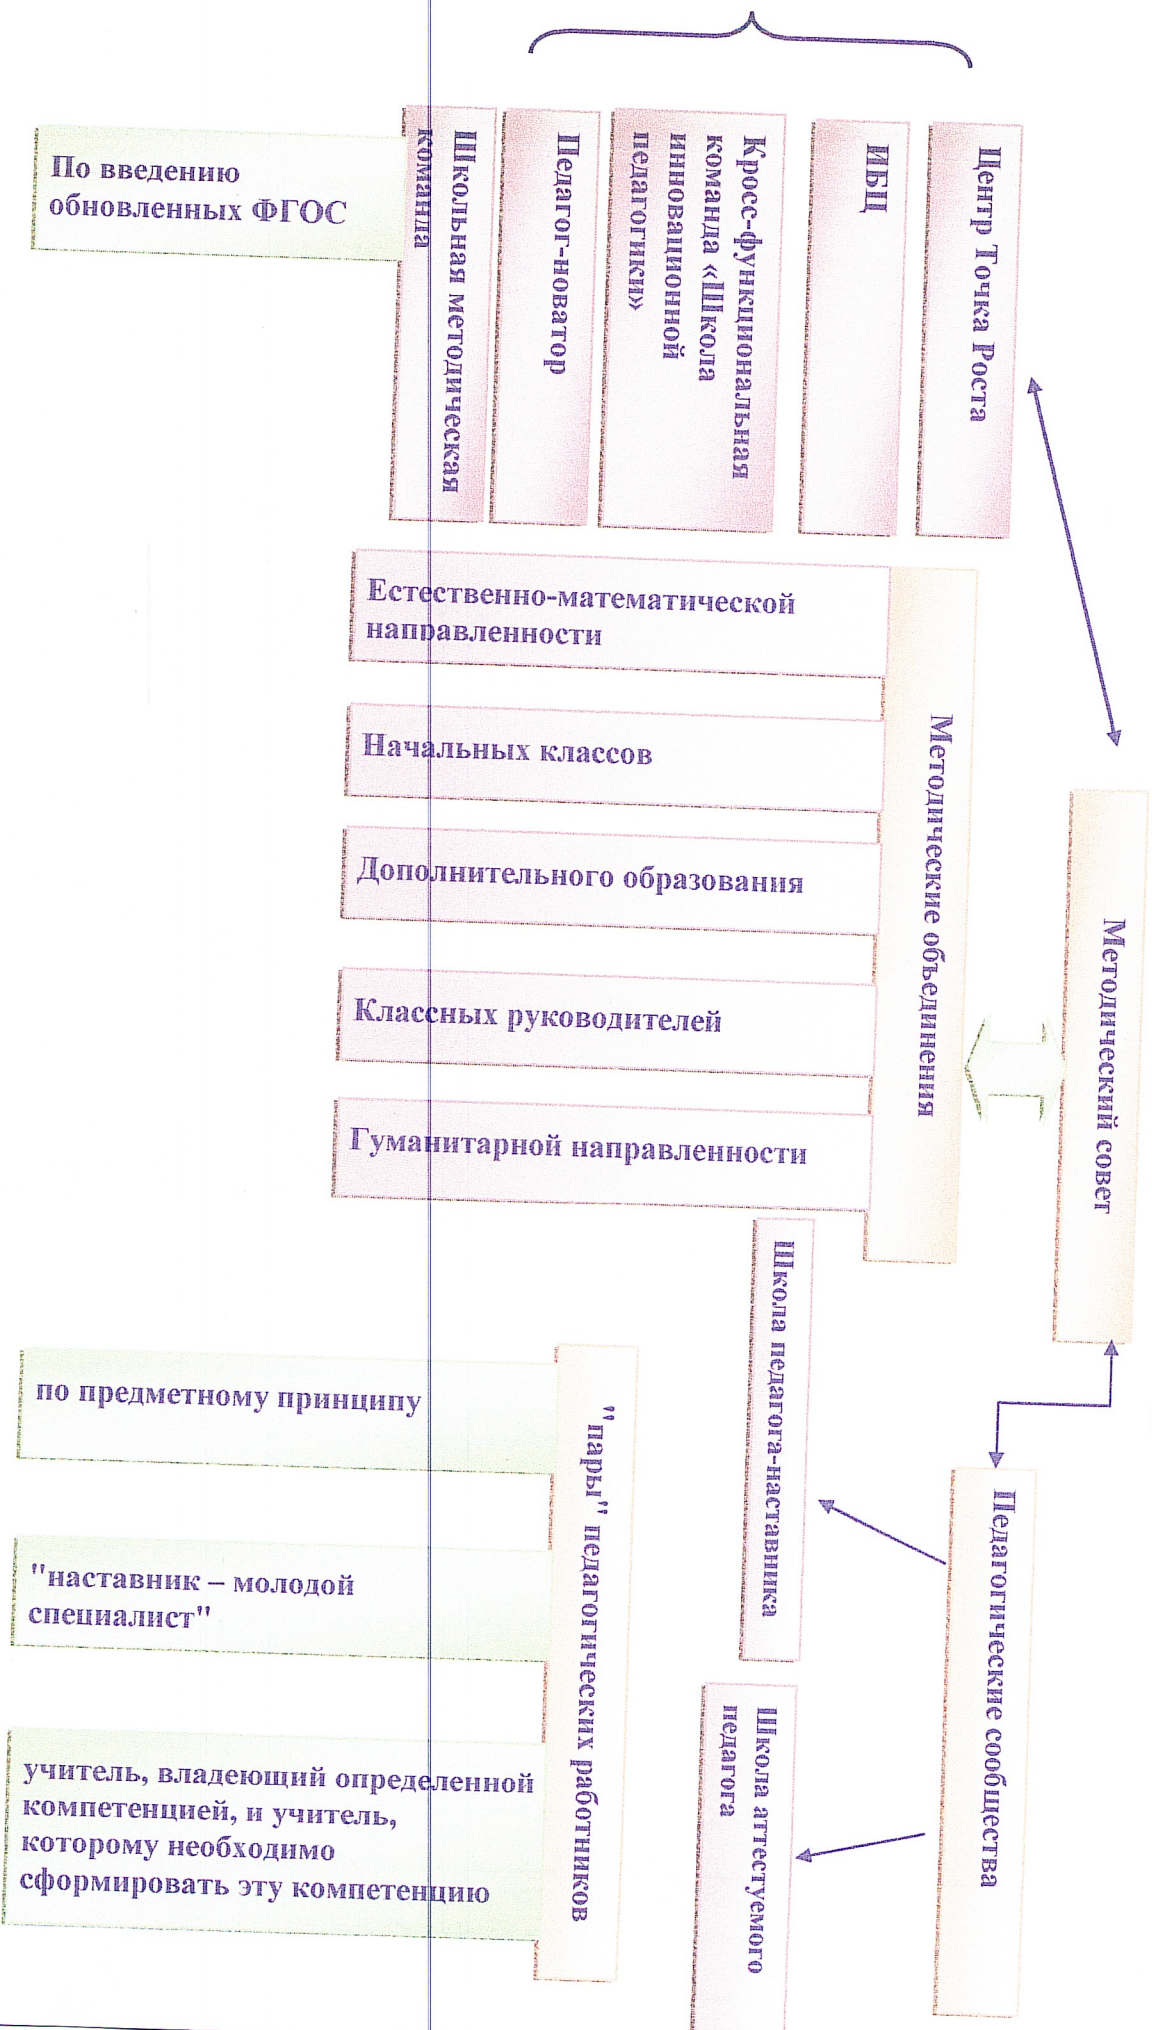 Методический совет
Центр Точка Роста
ИБЦ
Кросс-функциональная
команда «Школа
инновационной
педагогики»
Педагог-новатор
Школьная методическая
команда
По введению
обновленных ФГОС
Методические объединения
Естественно-математической
направленности
Начальных классов
Дополнительного образования
Классных руководителей
Гуманитарной направленности
Педагогические сообщества
Школа педагога-наставника
Школа аттестуемого
педагога
"пары" педагогических работников
по предметному принципу
"наставник – молодой
специалист"
учитель, владеющий определенной
компетенцией, и учитель,
которому необходимо
сформировать эту компетенцию